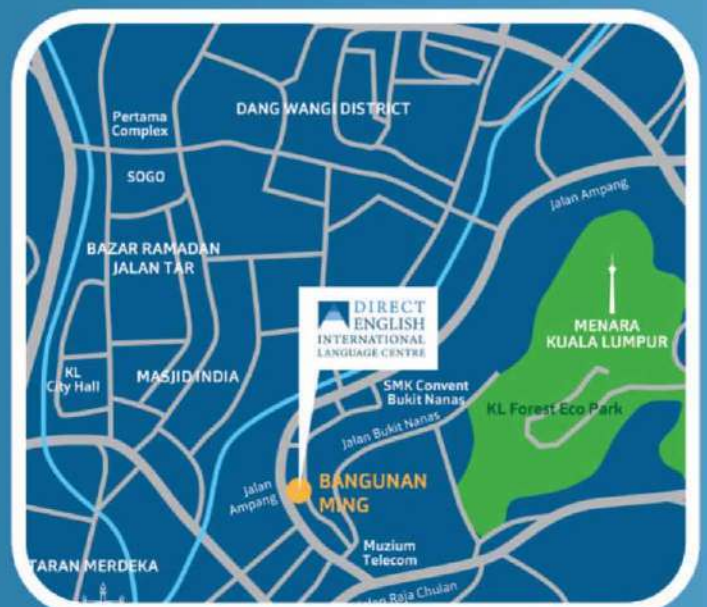 DANG WANGI DISTRICT
Pertama
Complex
SOGO
Jalan Ampang
BAZAR RAMADAN
JALAN TAR
DIRECT
ENGLISH
INTERNATIONAL
LANGUAGE CENTRE
MENARA
KUALA LUMPUR
KL
City Hall
MASJID INDIA
SMK Convent
Bukit Nanas
KL Forest Eco Park
Jalan Bukit Nanas
Jalan
Ampang
BANGUNAN
MING
Muzium
Telecom
TARAN MERDEKA
Jalan Raja Chulan